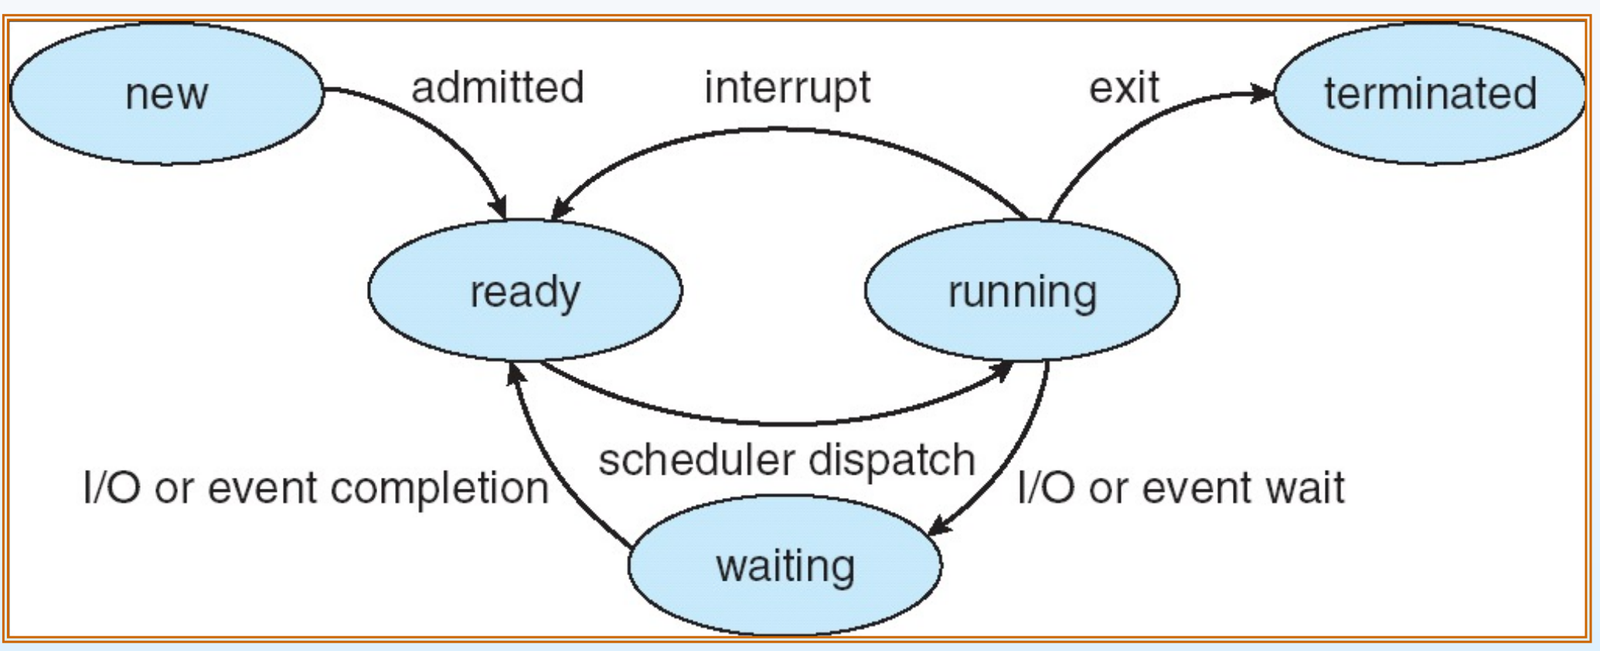 new
admitted
interrupt
exit
terminated
ready
running
scheduler dispatch
I/O or event completion
I/O or event wait
waiting